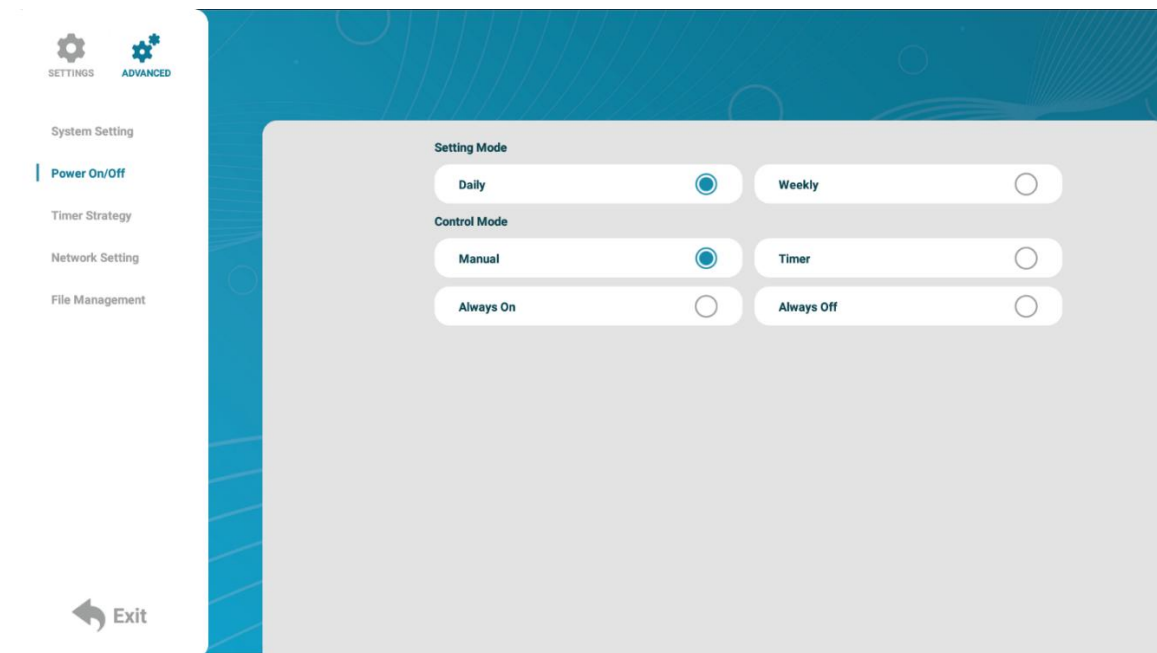 SETTINGS ADVANCED
System Setting
Power On/Off
Timer Strategy
Network Setting
File Management
Exit
Setting Mode
Daily Weekly
Control Mode
Manual Timer
Always On Always Off